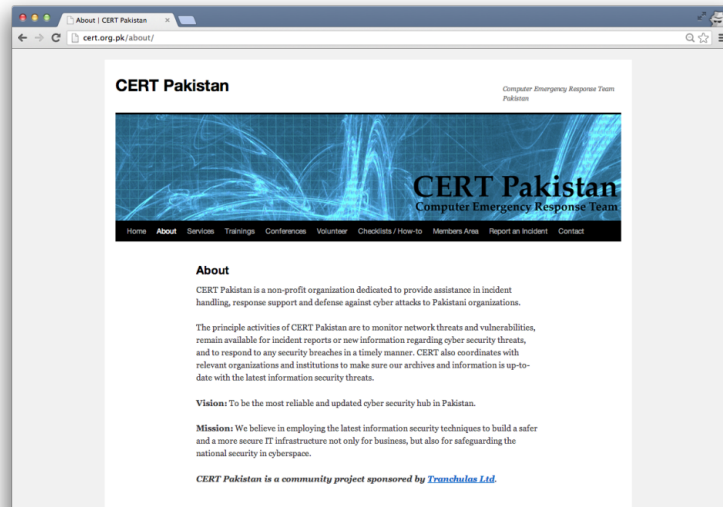 About | CERT Pakistan
cert.org.pk/about/
CERT Pakistan
Computer Emergency Response Team
Pakistan
CERT Pakistan
Computer Emergency Response Team
Home About Services Trainings Conferences Volunteer Checklists / How-to Members Area Report an Incident Contact
About
CERT Pakistan is a non-profit organization dedicated to provide assistance in incident
handling, response support and defense against cyber attacks to Pakistani organizations.
The principle activities of CERT Pakistan are to monitor network threats and vulnerabilities,
remain available for incident reports or new information regarding cyber security threats,
and to respond to any security breaches in a timely manner. CERT also coordinates with
relevant organizations and institutions to make sure our archives and information is up-to-
date with the latest information security threats.
Vision: To be the most reliable and updated cyber security hub in Pakistan.
Mission: We believe in employing the latest information security techniques to build a safer
and a more secure IT infrastructure not only for business, but also for safeguarding the
national security in cyberspace.
CERT Pakistan is a community project sponsored by Tranchulas Ltd.